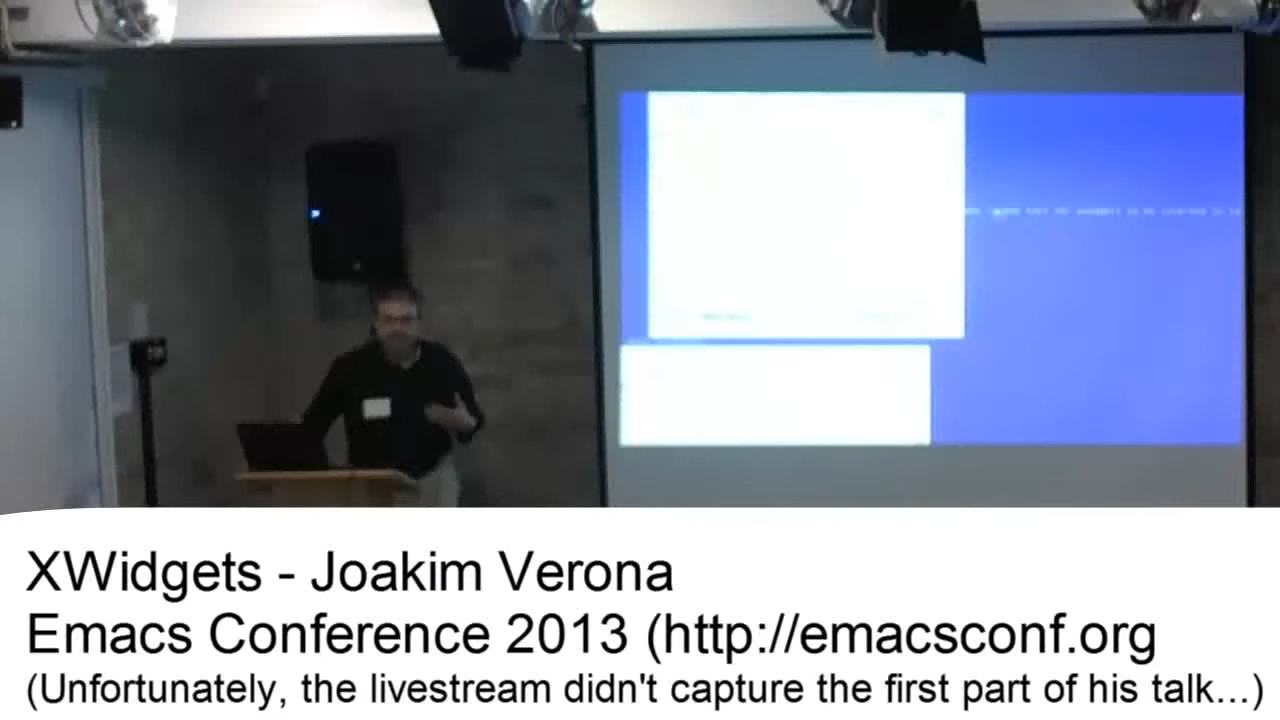 XWidgets - Joakim Verona
Emacs Conference 2013 (http://emacsconf.org
(Unfortunately, the livestream didn't capture the first part of his talk...)